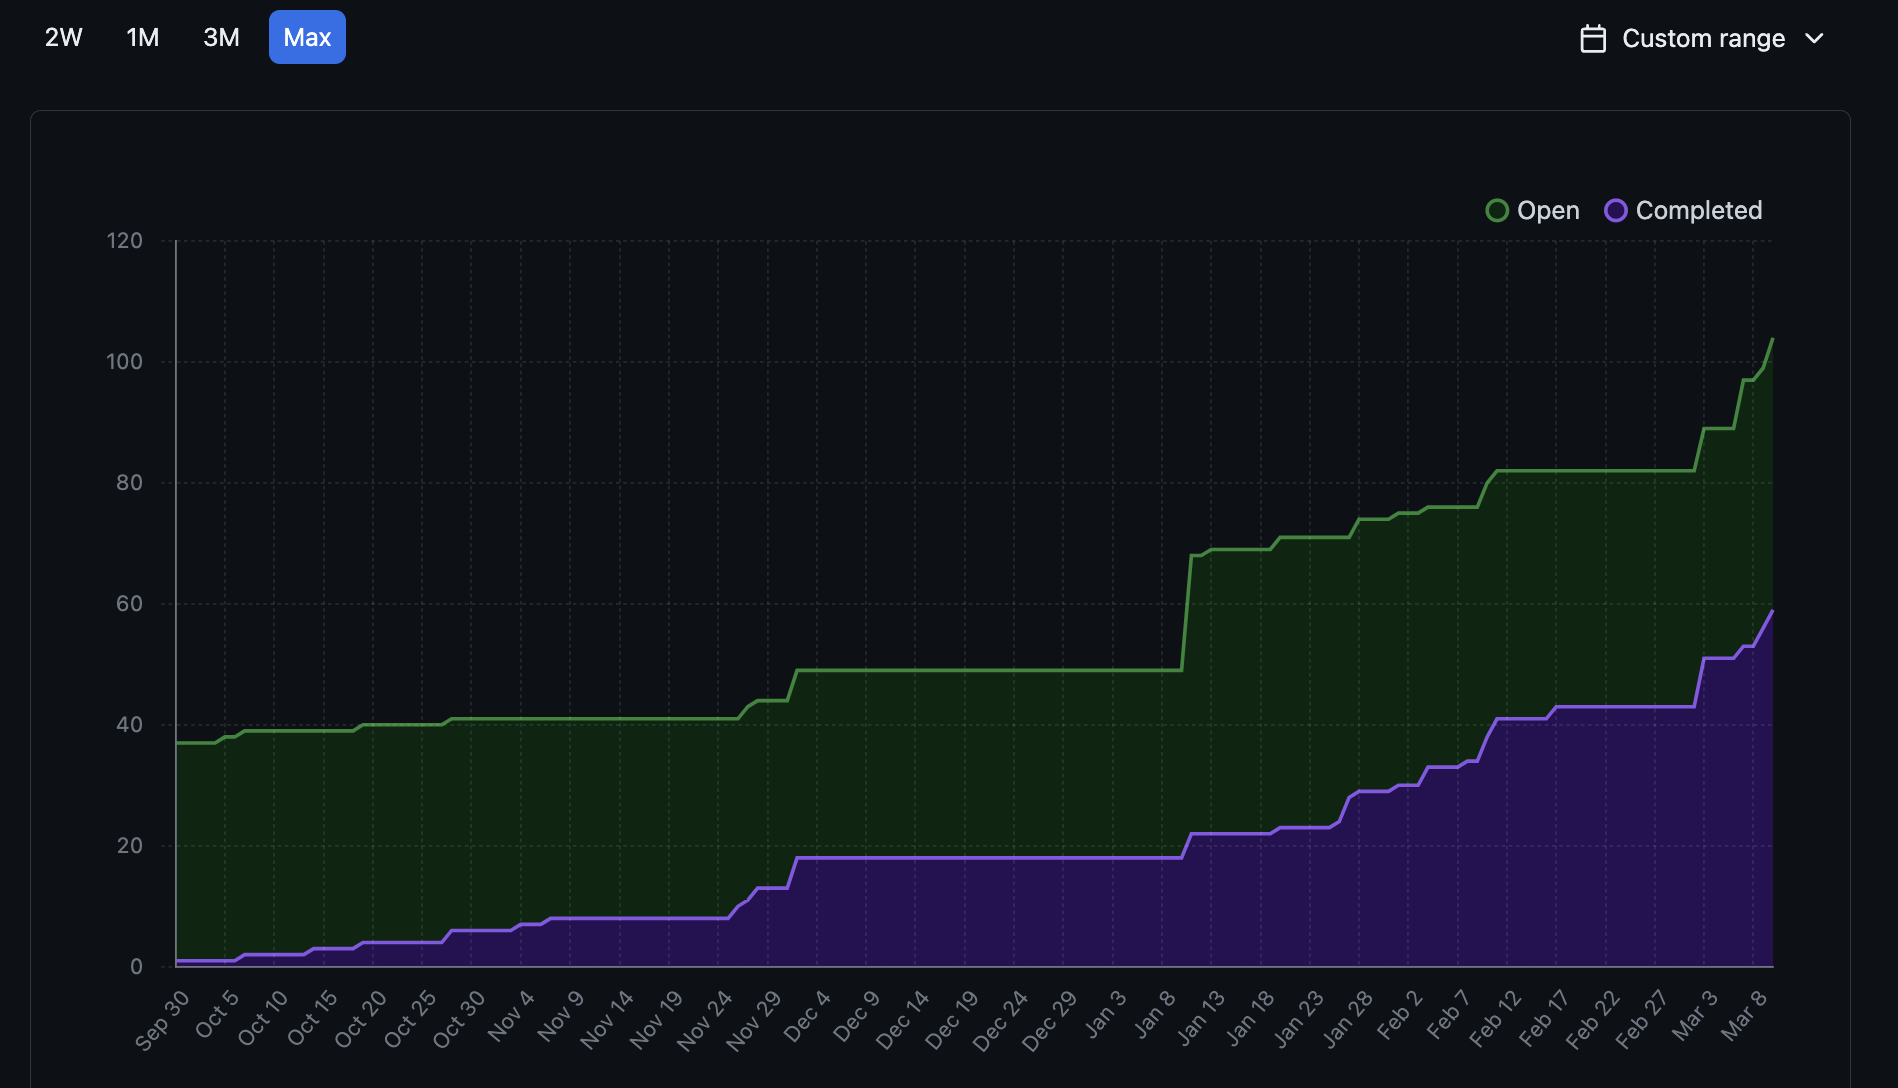 2W 1M 3M Max Custom range
Open Completed
120
100
80
60
40
20
0
Sep 30 Oct 5 Oct 10 Oct 15 Oct 20 Oct 25 Oct 30 Nov 4 Nov 9 Nov 14 Nov 19 Nov 24 Nov 29 Dec 4 Dec 9 Dec 14 Dec 19 Dec 24 Dec 29 Jan 3 Jan 8 Jan 13 Jan 18 Jan 23 Jan 28 Feb 2 Feb 7 Feb 12 Feb 17 Feb 22 Feb 27 Mar 3 Mar 8